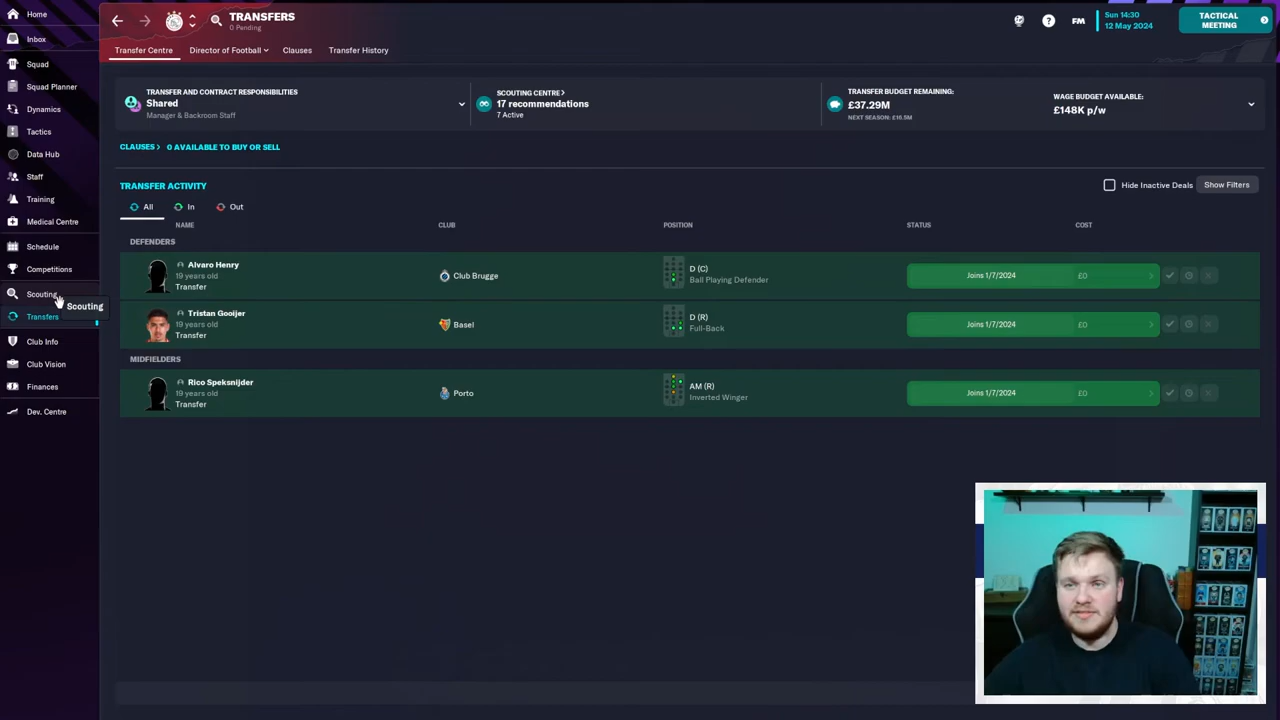 Home
Inbox
Squad
Squad Planner
Dynamics
Tactics
Data Hub
Staff
Training
Medical Centre
Schedule
Competitions
Scouting
Scouting
Transfers
Club Info
Club Vision
Finances
Dev. Centre
TRANSFERS
0 Pending
FM
Sun 14:30
12 May 2024
TACTICAL
MEETING
Transfer Centre
Director of Football
Clauses
Transfer History
TRANSFER AND CONTRACT RESPONSIBILITIES
Shared
Manager & Backroom Staff
SCOUTING CENTRE >
17 recommendations
7 Active
TRANSFER BUDGET REMAINING:
£37.29M
NEXT SEASON: £16.5M
WAGE BUDGET AVAILABLE:
£148K p/w
CLAUSES > 0 AVAILABLE TO BUY OR SELL
TRANSFER ACTIVITY
Hide Inactive Deals
Show Filters
All
In
Out
NAME CLUB POSITION STATUS COST
DEFENDERS
Alvaro Henry
19 years old
Transfer
Club Brugge
D (C)
Ball Playing Defender
Joins 1/7/2024 £0
Tristan Gooijer
19 years old
Transfer
Basel
D (R)
Full-Back
Joins 1/7/2024 £0
MIDFIELDERS
Rico Speksnijder
19 years old
Transfer
Porto
AM (R)
Inverted Winger
Joins 1/7/2024 £0